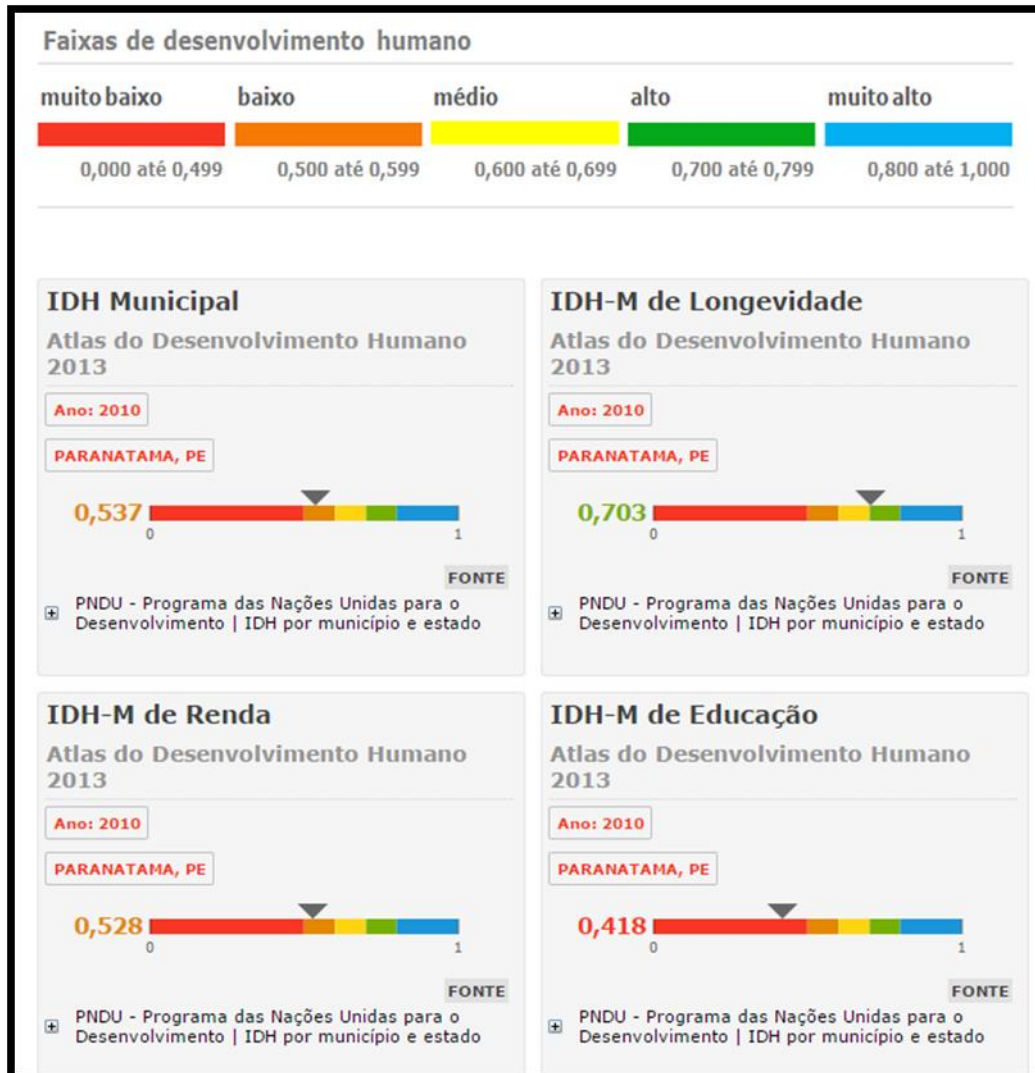 Faixas de desenvolvimento humano
muito baixo baixo médio alto muito alto
0,000 até 0,499 0,500 até 0,599 0,600 até 0,699 0,700 até 0,799 0,800 até 1,000
IDH Municipal
Atlas do Desenvolvimento Humano
2013
Ano: 2010
PARANATAMA, PE
0,537
0 1
FONTE
PNDU - Programa das Nações Unidas para o
Desenvolvimento | IDH por município e estado
IDH-M de Longevidade
Atlas do Desenvolvimento Humano
2013
Ano: 2010
PARANATAMA, PE
0,703
0 1
FONTE
PNDU - Programa das Nações Unidas para o
Desenvolvimento | IDH por município e estado
IDH-M de Renda
Atlas do Desenvolvimento Humano
2013
Ano: 2010
PARANATAMA, PE
0,528
0 1
FONTE
PNDU - Programa das Nações Unidas para o
Desenvolvimento | IDH por município e estado
IDH-M de Educação
Atlas do Desenvolvimento Humano
2013
Ano: 2010
PARANATAMA, PE
0,418
0 1
FONTE
PNDU - Programa das Nações Unidas para o
Desenvolvimento | IDH por município e estado